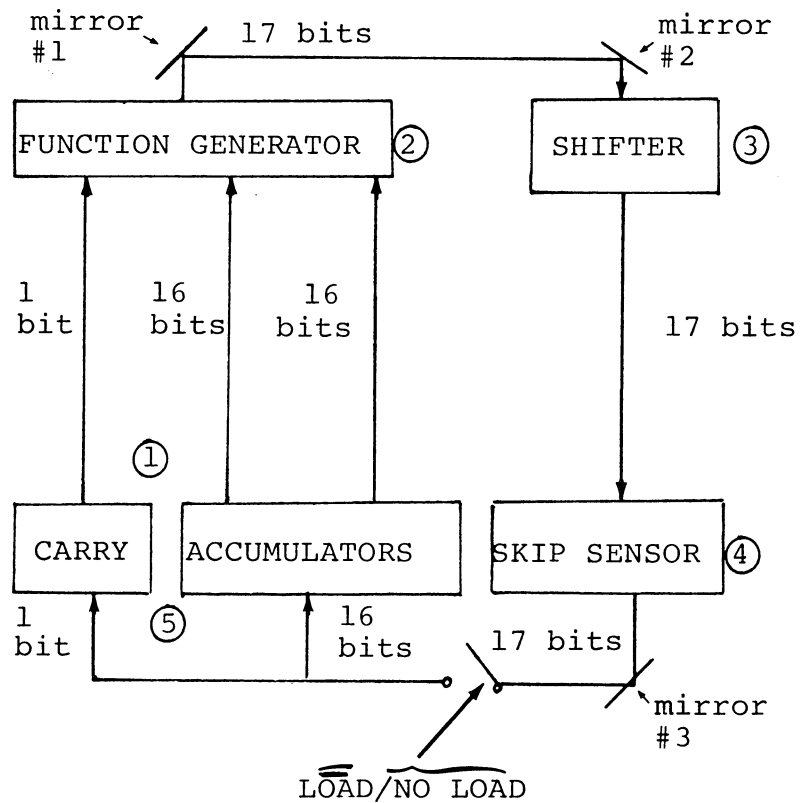 mirror
#1
17 bits
mirror
#2
FUNCTION GENERATOR
2
SHIFTER
3
1
bit
16
bits
16
bits
17 bits
1
CARRY
ACCUMULATORS
SKIP SENSOR
4
1
bit
5
16
bits
17 bits
mirror
#3
LOAD/NO LOAD